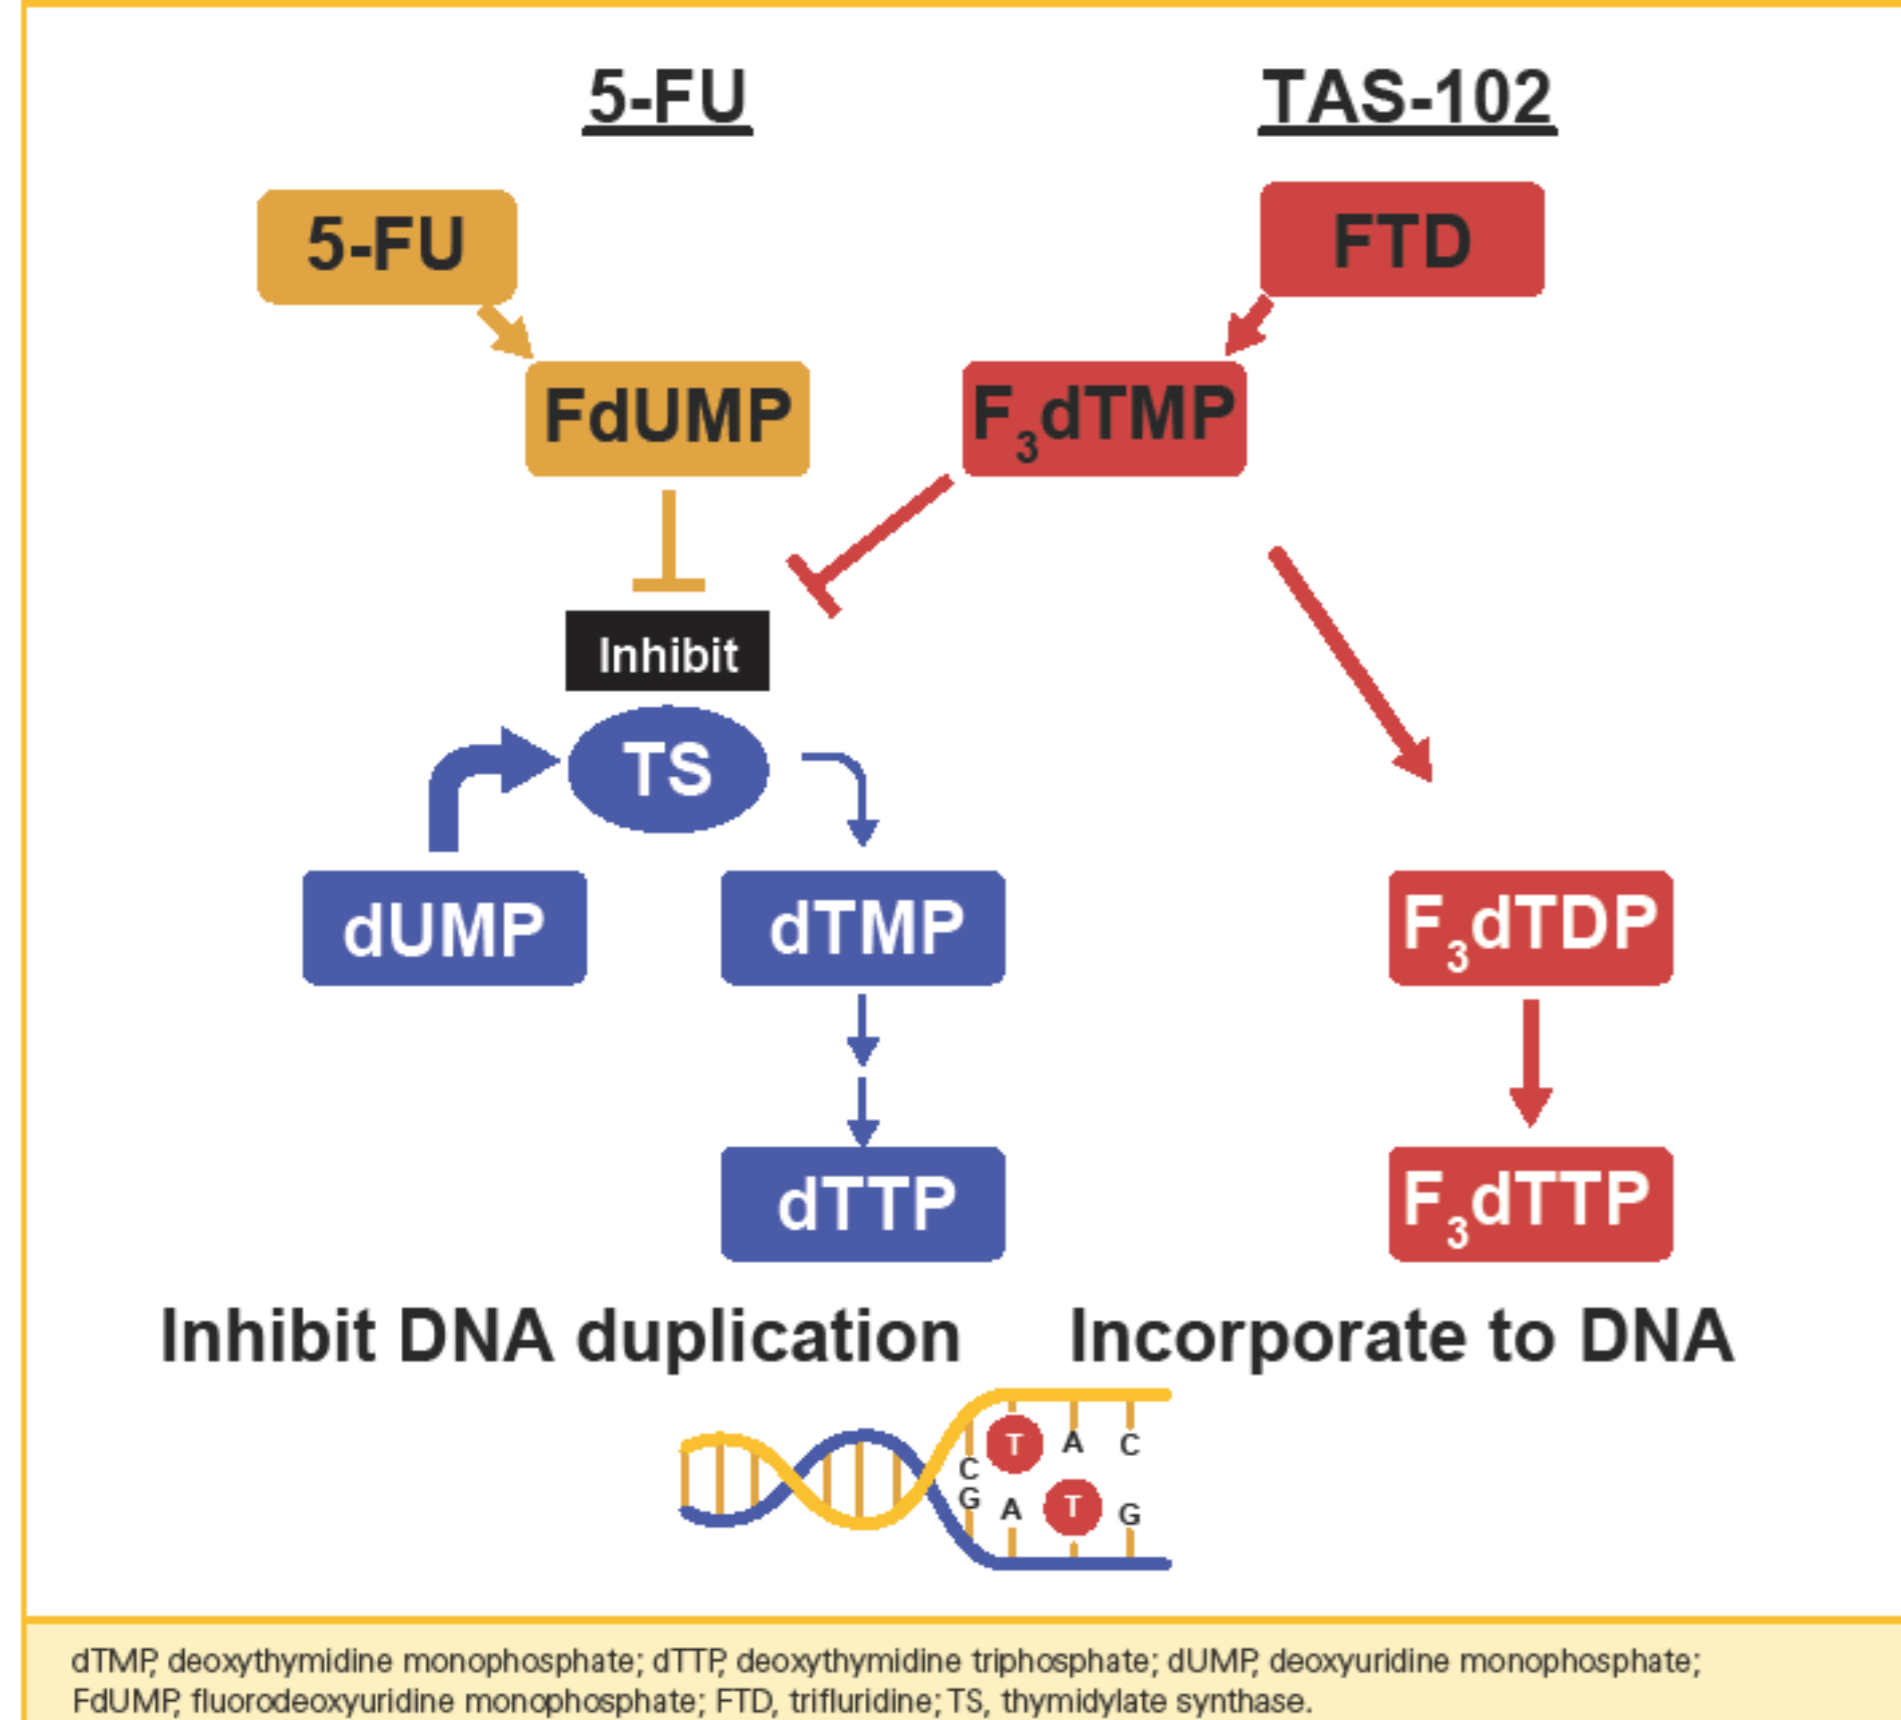 5-FU
TAS-102
5-FU
FTD
FdUMP
F3dTMP
Inhibit
TS
dUMP
dTMP
F3dTDP
dTTP
F3dTTP
Inhibit DNA duplication
Incorporate to DNA
T A C
C
G
A T G
dTMP, deoxythymidine monophosphate; dTTP, deoxythymidine triphosphate; dUMP, deoxyuridine monophosphate;
FdUMP, fluorodeoxyuridine monophosphate; FTD, trifluridine; TS, thymidylate synthase.